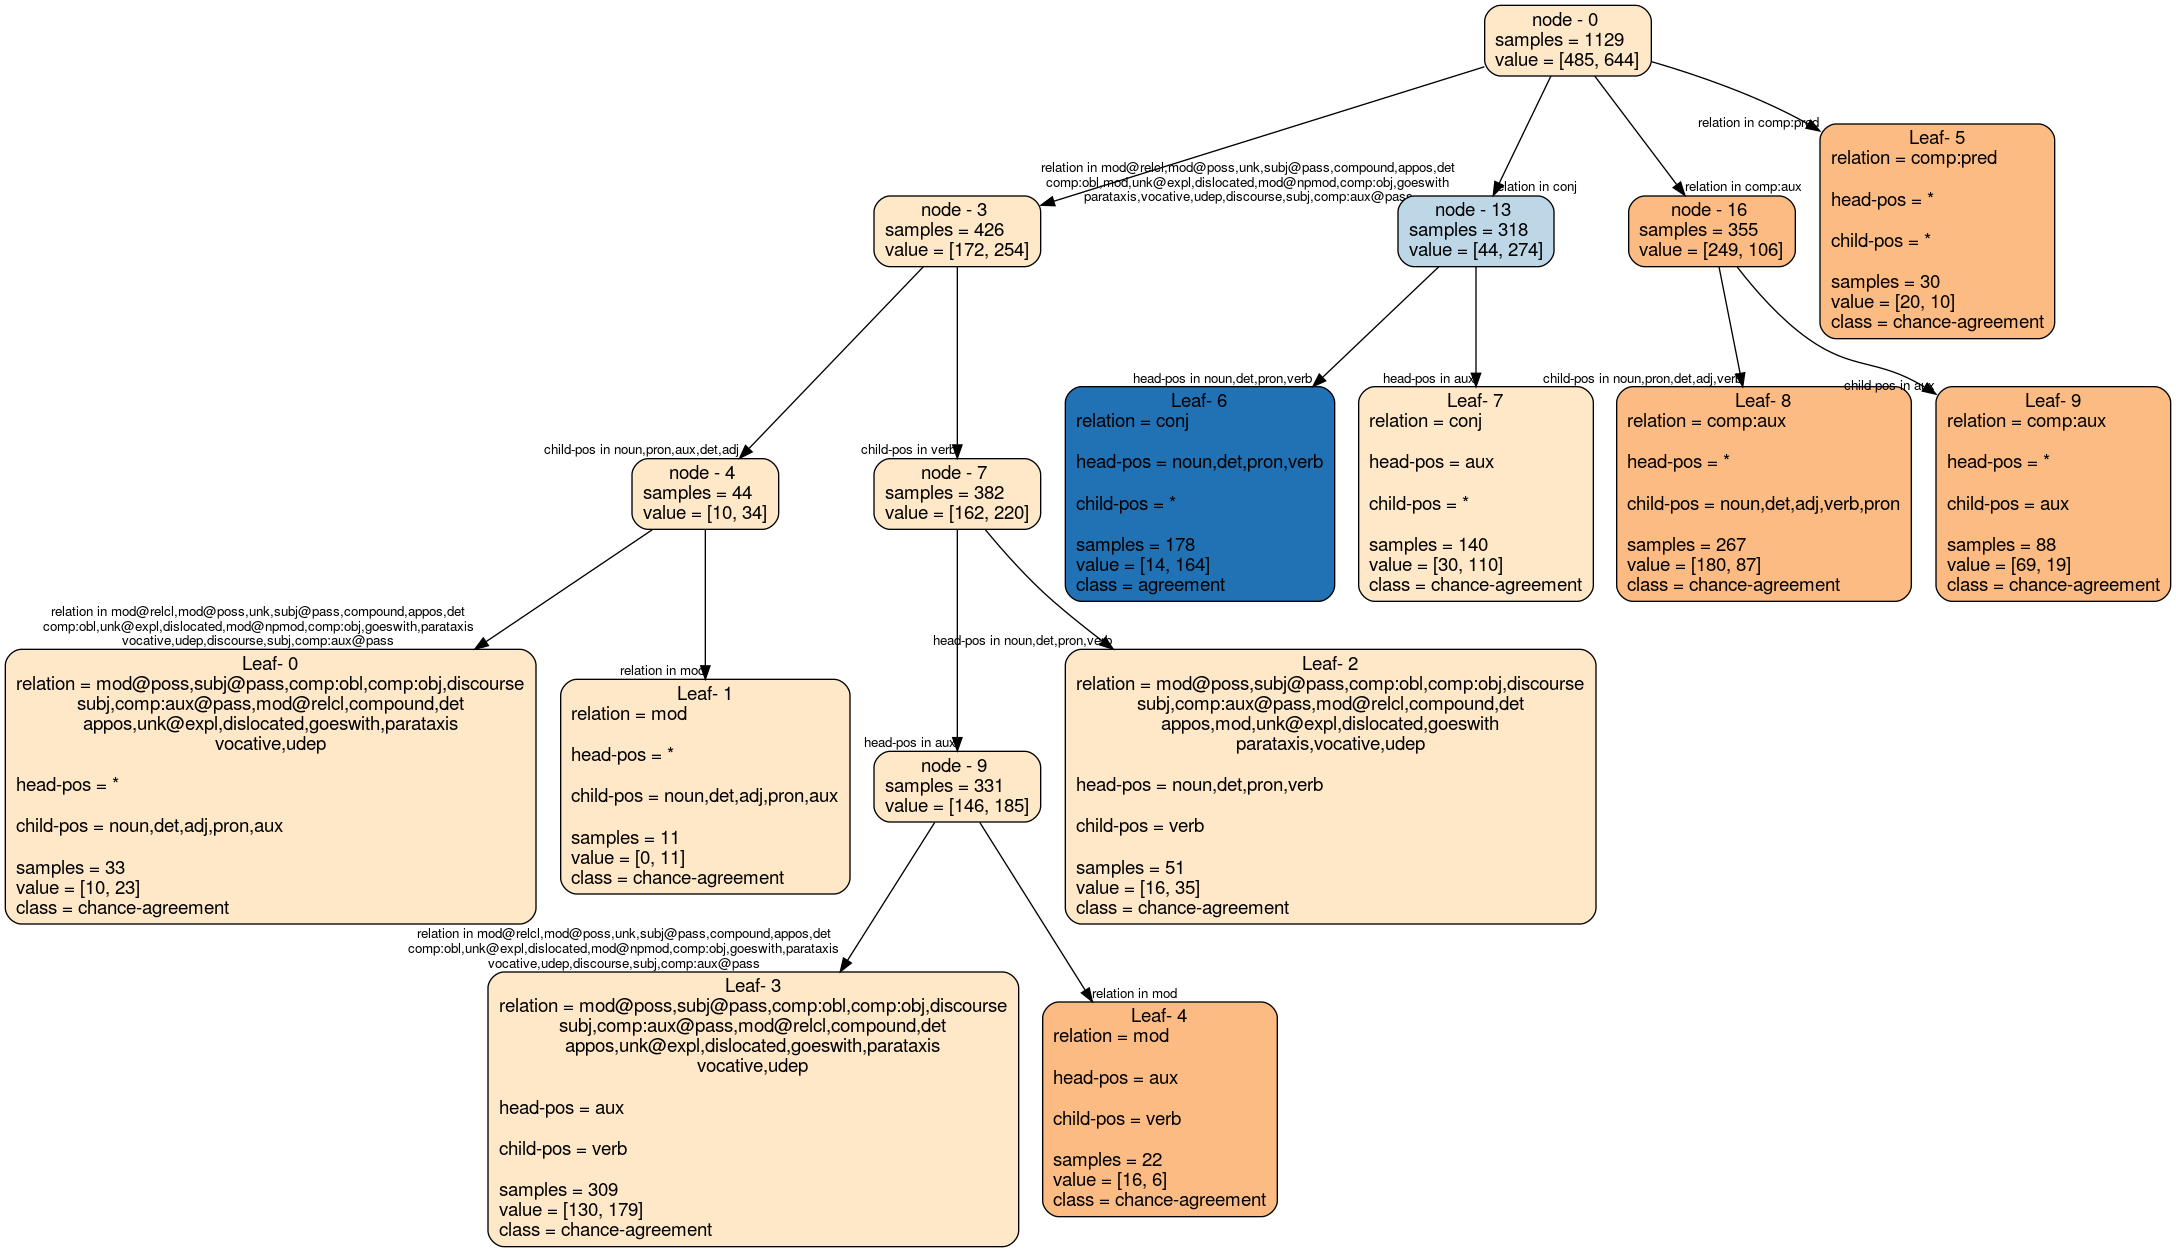 node - 0
samples = 1129
value = [485, 644]
relation in comp:pred
Leaf- 5
relation = comp:pred
head-pos = *
child-pos = *
samples = 30
value = [20, 10]
class = chance-agreement
relation in mod@relcl,mod@poss,unk,subj@pass,compound,appos,det
comp:obl,mod,unk@expl,dislocated,mod@npmod,comp:obj,goeswith
parataxis,vocative,udep,discourse,subj,comp:aux@pass
relation in conj
relation in comp:aux
node - 3
samples = 426
value = [172, 254]
node - 13
samples = 318
value = [44, 274]
node - 16
samples = 355
value = [249, 106]
child-pos in noun,pron,aux,det,adj
child-pos in verb
head-pos in noun,det,pron,verb
head-pos in aux
child-pos in noun,pron,det,adj,verb
child-pos in aux
node - 4
samples = 44
value = [10, 34]
node - 7
samples = 382
value = [162, 220]
Leaf- 6
relation = conj
head-pos = noun,det,pron,verb
child-pos = *
samples = 178
value = [14, 164]
class = agreement
Leaf- 7
relation = conj
head-pos = aux
child-pos = *
samples = 140
value = [30, 110]
class = chance-agreement
Leaf- 8
relation = comp:aux
head-pos = *
child-pos = noun,det,adj,verb,pron
samples = 267
value = [180, 87]
class = chance-agreement
Leaf- 9
relation = comp:aux
head-pos = *
child-pos = aux
samples = 88
value = [69, 19]
class = chance-agreement
relation in mod@relcl,mod@poss,unk,subj@pass,compound,appos,det
comp:obl,unk@expl,dislocated,mod@npmod,comp:obj,goeswith,parataxis
vocative,udep,discourse,subj,comp:aux@pass
relation in mod
head-pos in noun,det,pron,verb
Leaf- 0
relation = mod@poss,subj@pass,comp:obl,comp:obj,discourse
subj,comp:aux@pass,mod@relcl,compound,det
appos,unk@expl,dislocated,goeswith,parataxis
vocative,udep
head-pos = *
child-pos = noun,det,adj,pron,aux
samples = 33
value = [10, 23]
class = chance-agreement
Leaf- 1
relation = mod
head-pos = *
child-pos = noun,det,adj,pron,aux
samples = 11
value = [0, 11]
class = chance-agreement
head-pos in aux
node - 9
samples = 331
value = [146, 185]
Leaf- 2
relation = mod@poss,subj@pass,comp:obl,comp:obj,discourse
subj,comp:aux@pass,mod@relcl,compound,det
appos,mod,unk@expl,dislocated,goeswith
parataxis,vocative,udep
head-pos = noun,det,pron,verb
child-pos = verb
samples = 51
value = [16, 35]
class = chance-agreement
relation in mod@relcl,mod@poss,unk,subj@pass,compound,appos,det
comp:obl,unk@expl,dislocated,mod@npmod,comp:obj,goeswith,parataxis
vocative,udep,discourse,subj,comp:aux@pass
relation in mod
Leaf- 3
relation = mod@poss,subj@pass,comp:obl,comp:obj,discourse
subj,comp:aux@pass,mod@relcl,compound,det
appos,unk@expl,dislocated,goeswith,parataxis
vocative,udep
head-pos = aux
child-pos = verb
samples = 309
value = [130, 179]
class = chance-agreement
Leaf- 4
relation = mod
head-pos = aux
child-pos = verb
samples = 22
value = [16, 6]
class = chance-agreement